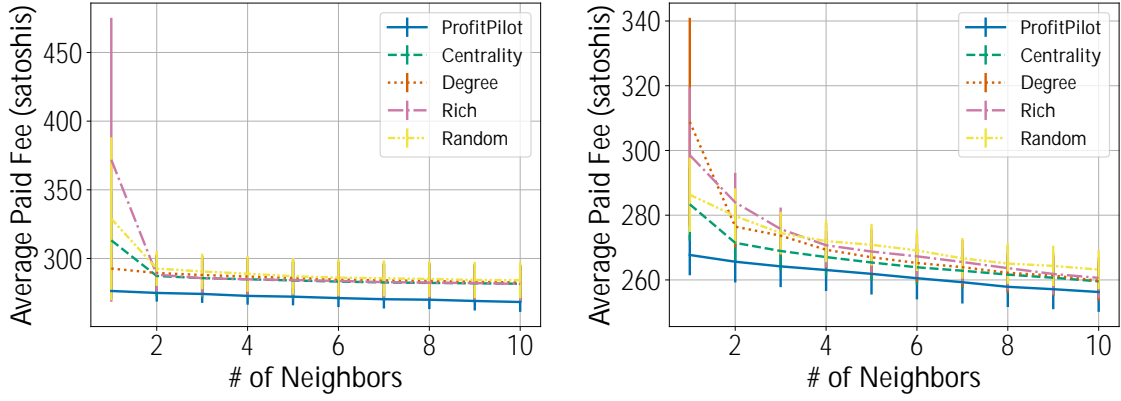 Average Paid Fee (satoshis)
450
400
350
300
2
4
6
8
10
# of Neighbors
ProfitPilot
Centrality
Degree
Rich
Random
Average Paid Fee (satoshis)
340
320
300
280
260
2
4
6
8
10
# of Neighbors
ProfitPilot
Centrality
Degree
Rich
Random